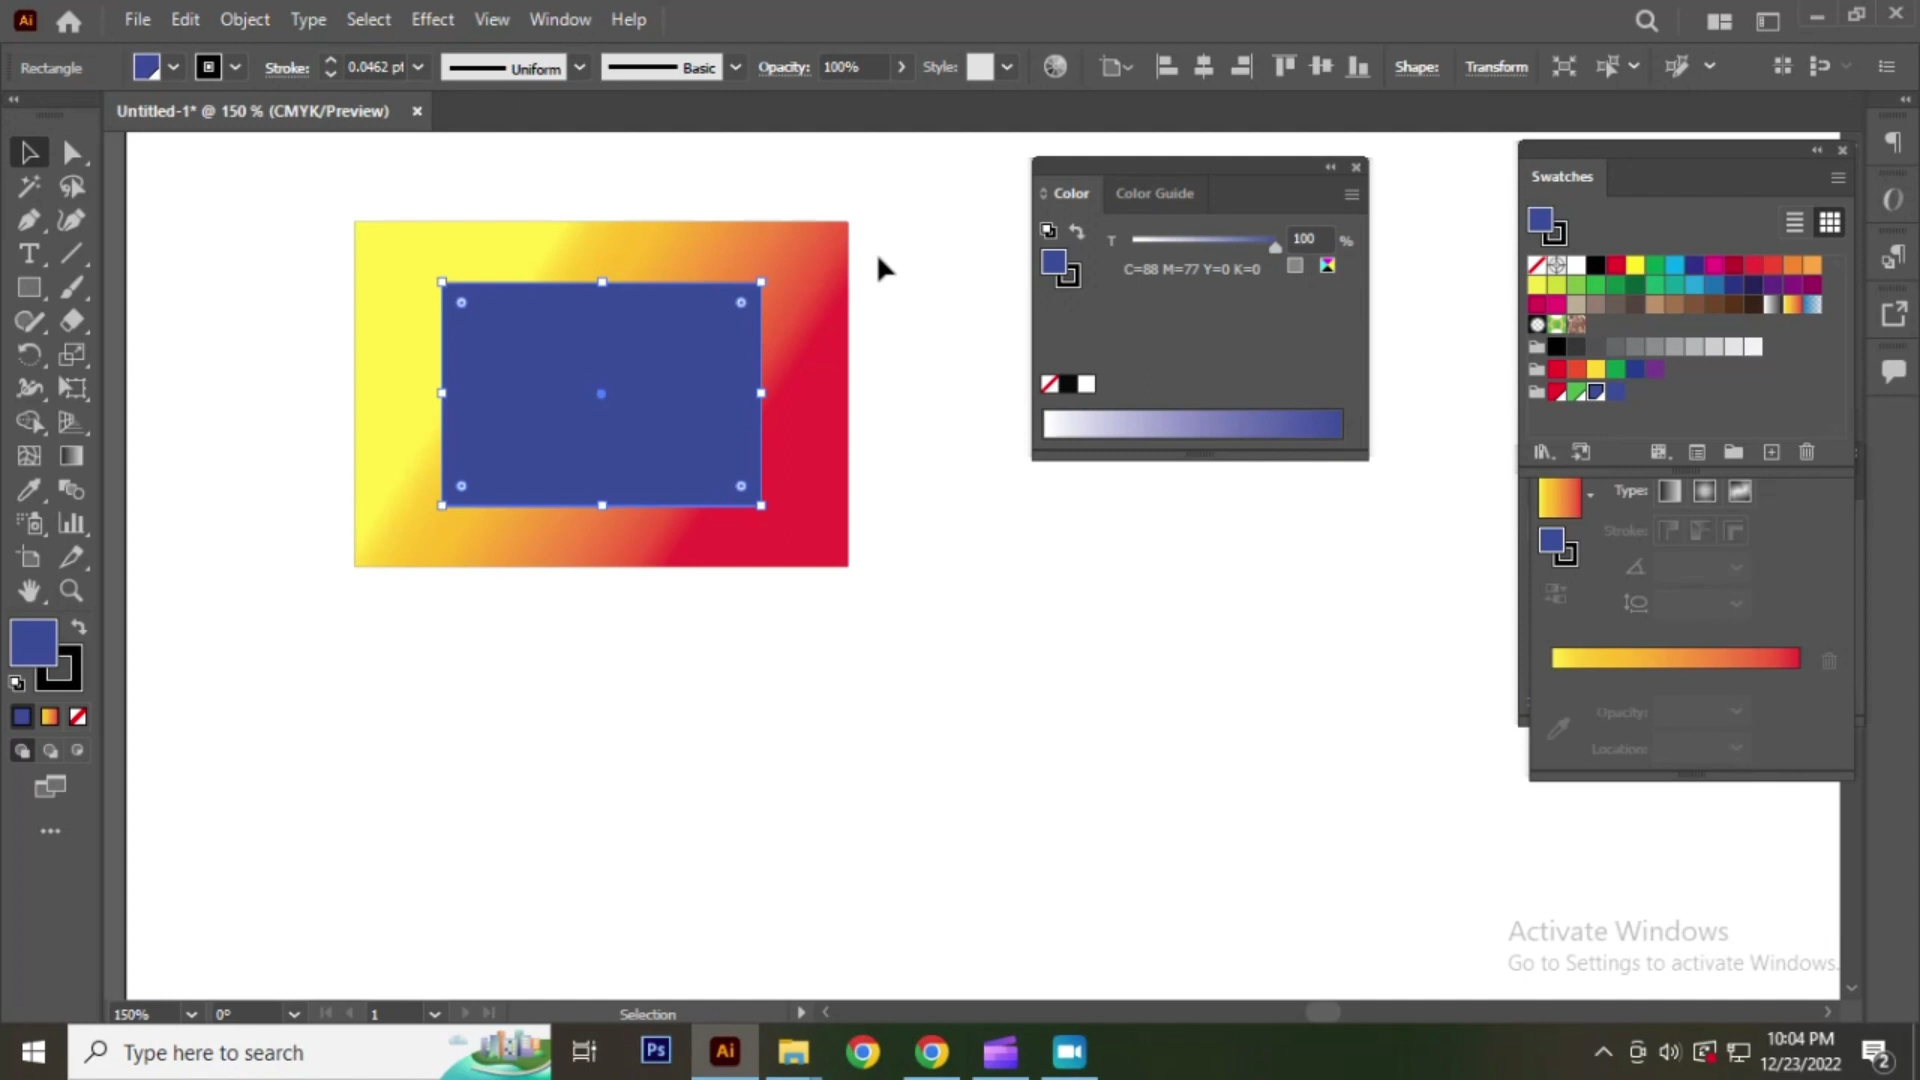 Ai File Edit Object Type Select Effect View Window Help
Rectangle Stroke: 0.0462 pt Uniform Basic Opacity: 100% Style: Shape: Transform
Untitled-1* @ 150 % (CMYK/Preview)
Color Color Guide
T 100 %
C=88 M=77 Y=0 K=0
Swatches
Type:
Stroke:
Opacity:
Location:
Activate Windows
Go to Settings to activate Windows.
150% 0° 1 Selection
Type here to search
Ps Ai
10:04 PM
12/23/2022
2